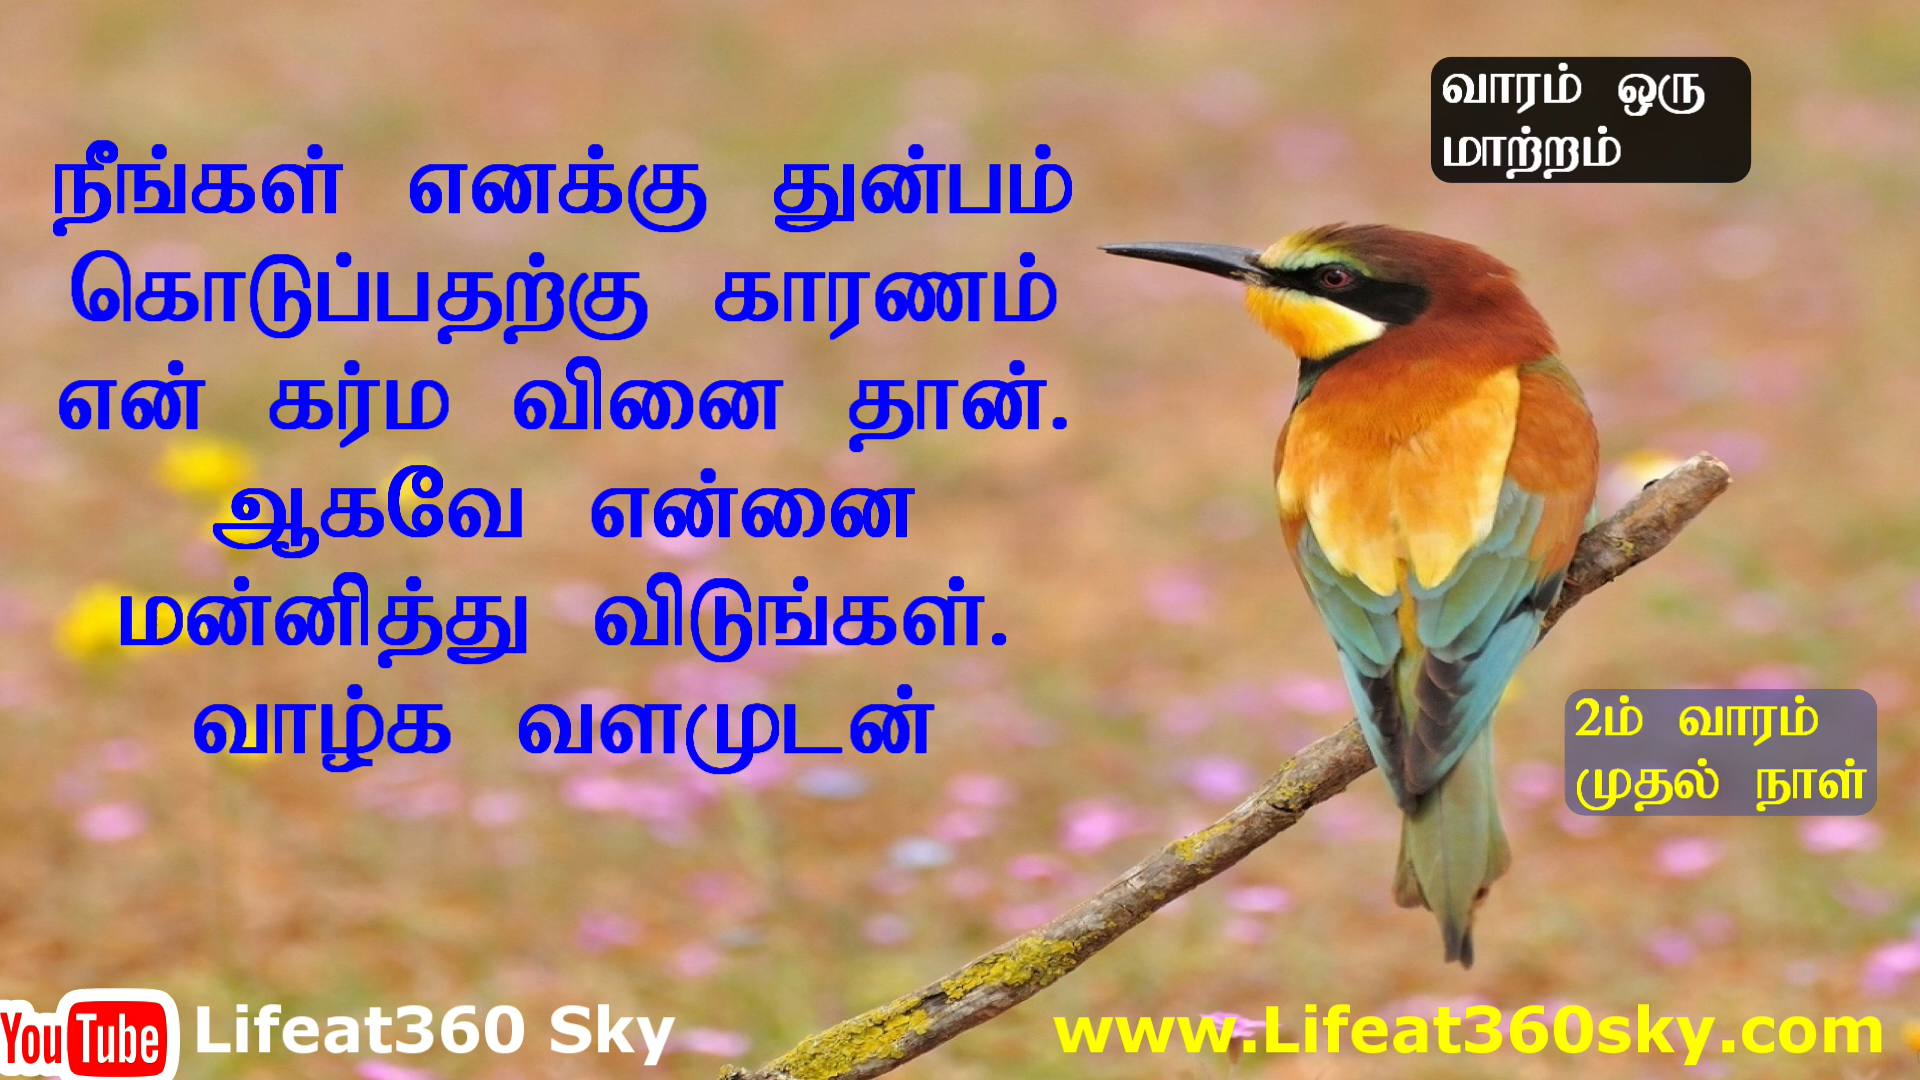 வாரம் ஒரு
மாற்றம்
நீங்கள் எனக்கு துன்பம்
கொடுப்பதற்கு காரணம்
என் கர்ம வினை தான்.
ஆகவே என்னை
மன்னித்து விடுங்கள்.
வாழ்க வளமுடன்
2ம் வாரம்
முதல் நாள்
YouTube Lifeat360 Sky
www.Lifeat360sky.com